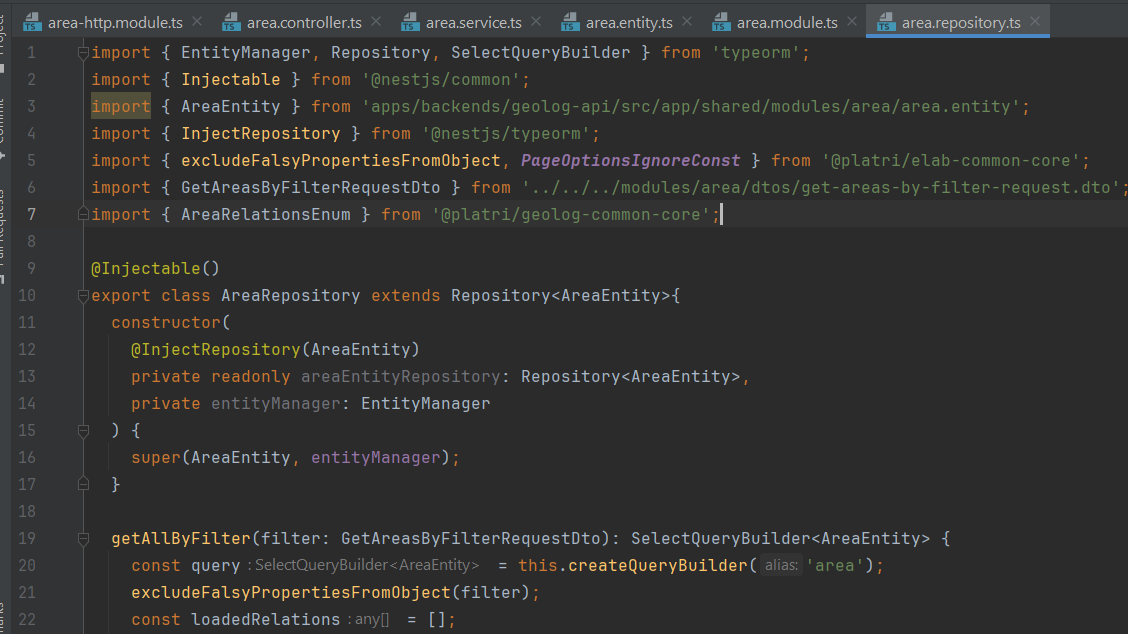 area-http.module.ts area.controller.ts area.service.ts area.entity.ts area.module.ts area.repository.ts
1 import { EntityManager, Repository, SelectQueryBuilder } from 'typeorm';
2 import { Injectable } from '@nestjs/common';
3 import { AreaEntity } from 'apps/backends/geolog-api/src/app/shared/modules/area/area.entity';
4 import { InjectRepository } from '@nestjs/typeorm';
5 import { excludeFalsyPropertiesFromObject, PageOptionsIgnoreConst } from '@platri/elab-common-core';
6 import { GetAreasByFilterRequestDto } from '../../../modules/area/dtos/get-areas-by-filter-request.dto';
7 import { AreaRelationsEnum } from '@platri/geolog-common-core';
8
9 @Injectable()
10 export class AreaRepository extends Repository<AreaEntity>{
11 constructor(
12 @InjectRepository(AreaEntity)
13 private readonly areaEntityRepository: Repository<AreaEntity>,
14 private entityManager: EntityManager
15 ) {
16 super(AreaEntity, entityManager);
17 }
18
19 getAllByFilter(filter: GetAreasByFilterRequestDto): SelectQueryBuilder<AreaEntity> {
20 const query : SelectQueryBuilder<AreaEntity> = this.createQueryBuilder( alias: 'area');
21 excludeFalsyPropertiesFromObject(filter);
22 const loadedRelations : any[] = [];